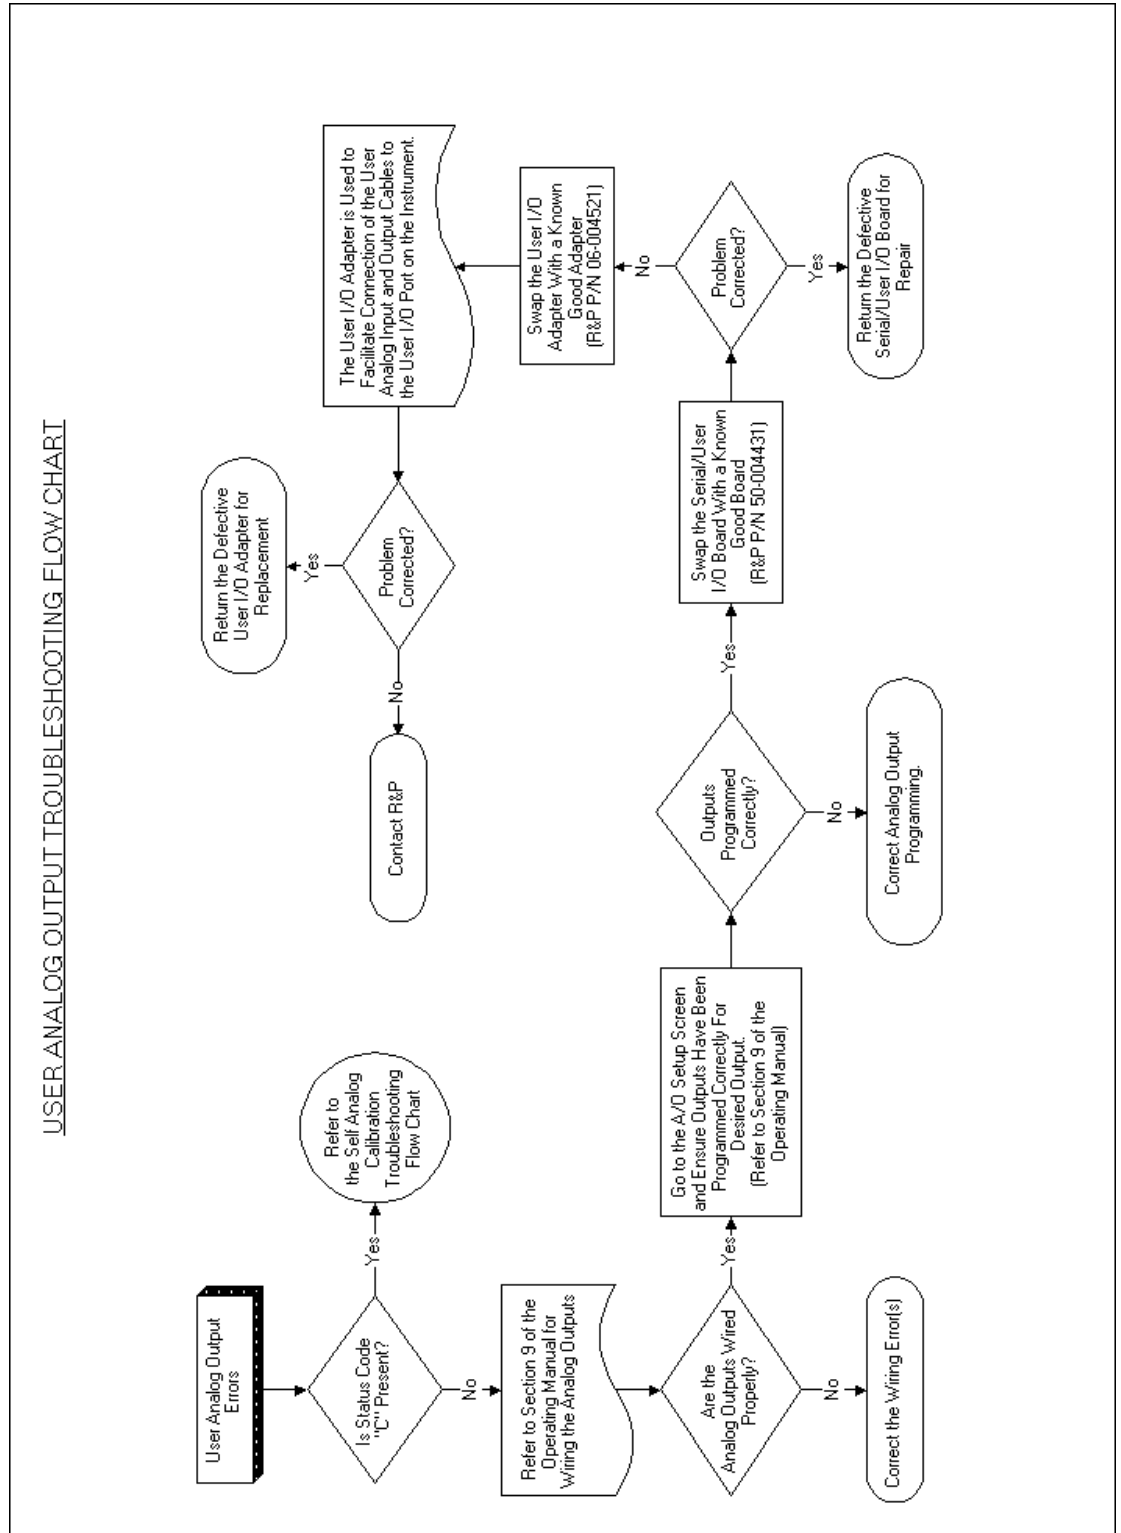 USER ANALOG OUTPUT TROUBLESHOOTING FLOW CHART
User Analog Output
Errors
Is Status Code
"C" Present?
Yes
Refer to
the Self Analog
Calibration
Troubleshooting
Flow Chart
No
Refer to Section 9 of the
Operating Manual for
Wiring the Analog Outputs
Are the
Analog Outputs Wired
Properly?
No
Correct the Wiring Error(s)
Yes
Go to the A/O Setup Screen
and Ensure Outputs Have Been
Programmed Correctly For
Desired Output.
(Refer to Section 9 of the
Operating Manual)
Outputs
Programmed
Correctly?
No
Correct Analog Output
Programming.
Yes
Swap the Serial/User
I/O Board With a Known
Good Board
(R&P P/N 50-004431)
Problem
Corrected?
Yes
Return the Defective
Serial/User I/O Board for
Repair
No
Swap the User I/O
Adapter With a Known
Good Adapter
(R&P P/N 06-004521)
The User I/O Adapter is Used to
Facilitate Connection of the User
Analog Input and Output Cables to
the User I/O Port on the Instrument.
Problem
Corrected?
Yes
Return the Defective
User I/O Adapter for
Replacement
No
Contact R&P